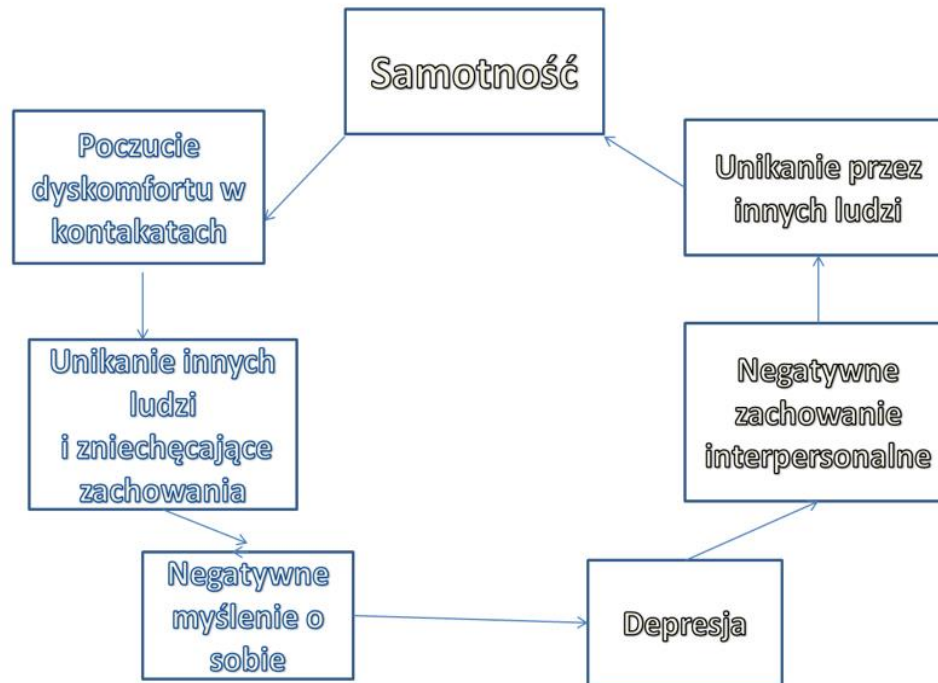 Samotność
Poczucie
dyskomfortu w
kontakatach
Unikanie innych
ludzi
i zniechęcające
zachowania
Negatywne
myślenie o
sobie
Depresja
Negatywne
zachowanie
interpersonalne
Unikanie przez
innych ludzi